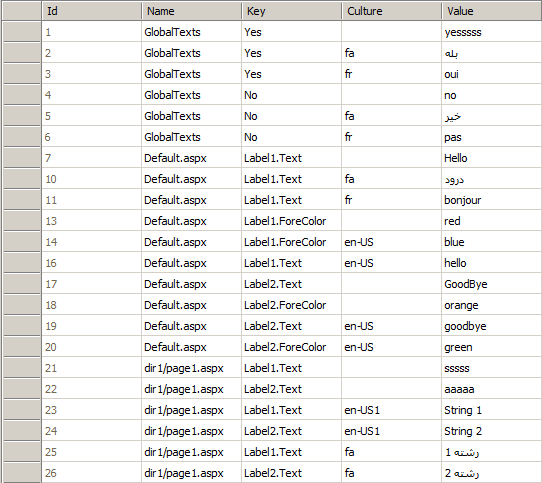 Id Name Key Culture Value
1 GlobalTexts Yes yesssss
2 GlobalTexts Yes fa بله
3 GlobalTexts Yes fr oui
4 GlobalTexts No no
5 GlobalTexts No fa خیر
6 GlobalTexts No fr pas
7 Default.aspx Label1.Text Hello
10 Default.aspx Label1.Text fa درود
11 Default.aspx Label1.Text fr bonjour
13 Default.aspx Label1.ForeColor red
14 Default.aspx Label1.ForeColor en-US blue
16 Default.aspx Label1.Text en-US hello
17 Default.aspx Label2.Text GoodBye
18 Default.aspx Label2.ForeColor orange
19 Default.aspx Label2.Text en-US goodbye
20 Default.aspx Label2.ForeColor en-US green
21 dir1/page1.aspx Label1.Text sssss
22 dir1/page1.aspx Label2.Text aaaaa
23 dir1/page1.aspx Label1.Text en-US1 String 1
24 dir1/page1.aspx Label2.Text en-US1 String 2
25 dir1/page1.aspx Label1.Text fa رشته 1
26 dir1/page1.aspx Label2.Text fa رشته 2